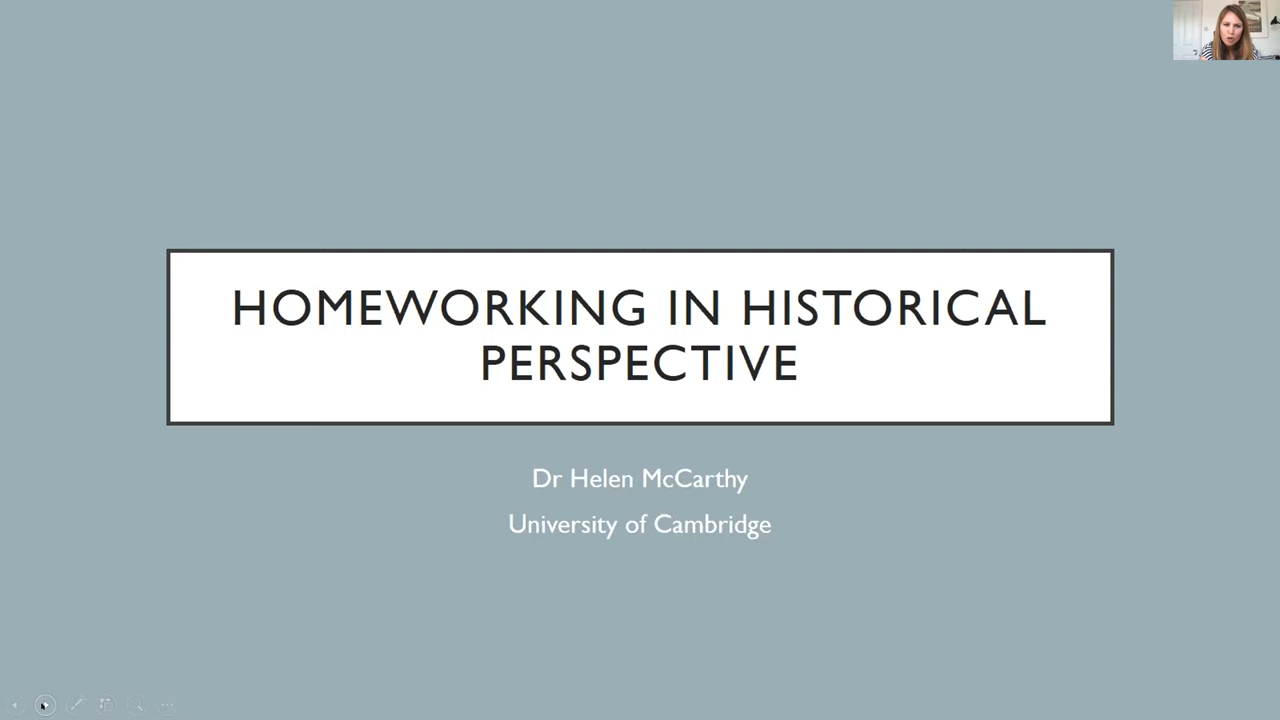 HOMEWORKING IN HISTORICAL
PERSPECTIVE
Dr Helen McCarthy
University of Cambridge